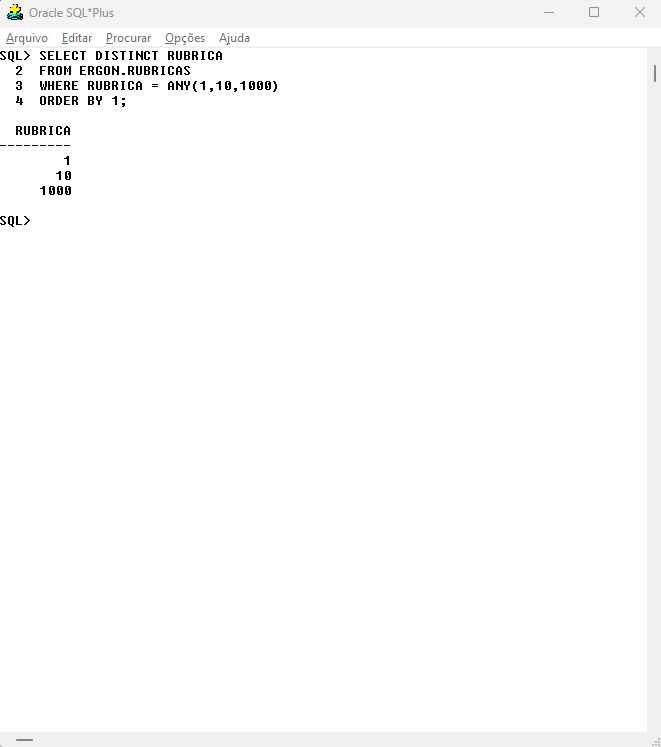 Oracle SQL*Plus
Arquivo Editar Procurar Opções Ajuda
SQL> SELECT DISTINCT RUBRICA
  2  FROM ERGON.RUBRICAS
  3  WHERE RUBRICA = ANY(1,10,1000)
  4  ORDER BY 1;
  RUBRICA
---------
        1
       10
     1000
SQL>